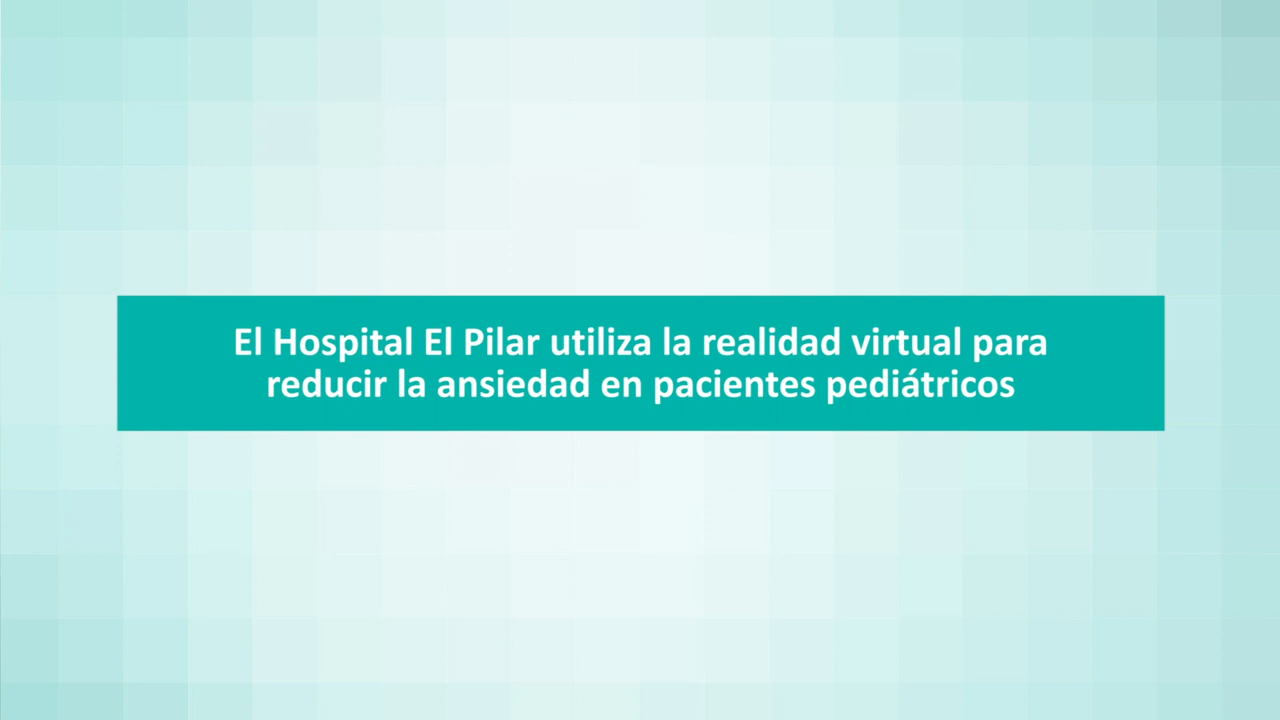 El Hospital El Pilar utiliza la realidad virtual para
reducir la ansiedad en pacientes pediátricos